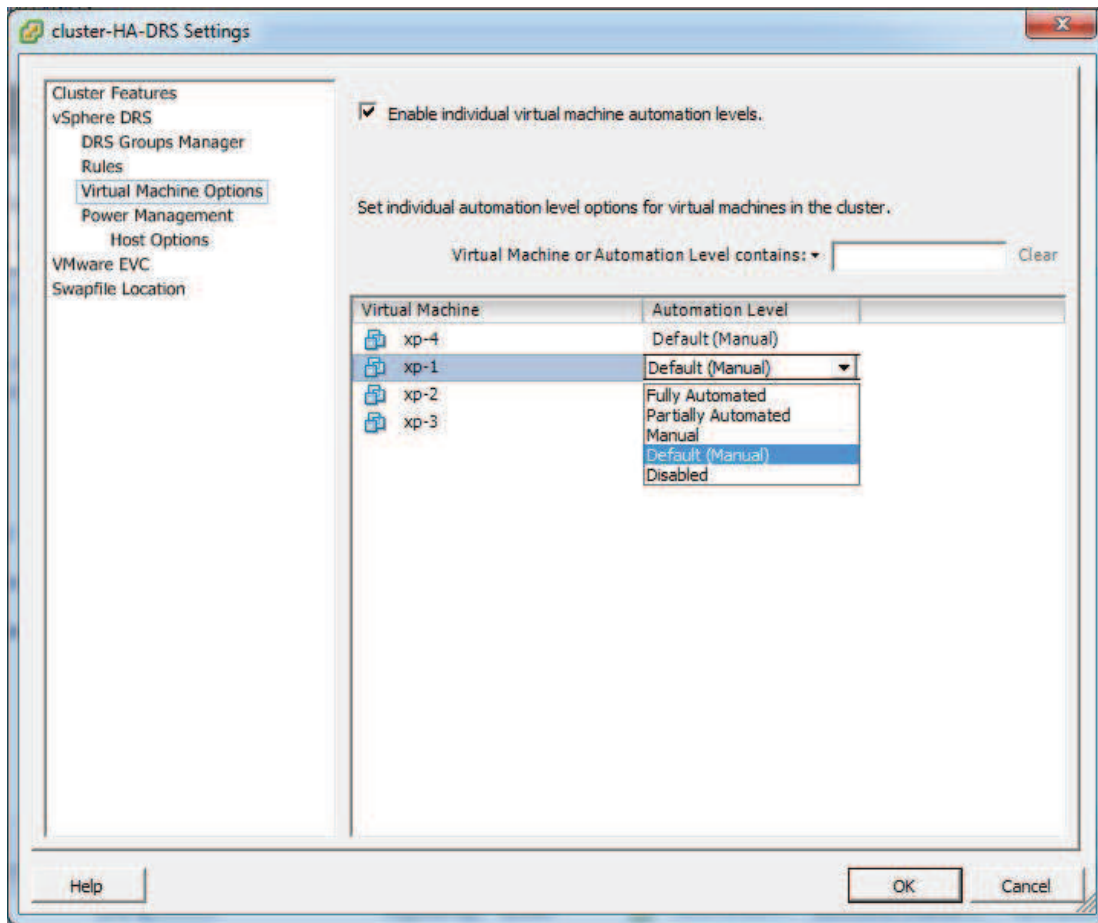 cluster-HA-DRS Settings
Cluster Features
vSphere DRS
DRS Groups Manager
Rules
Virtual Machine Options
Power Management
Host Options
VMware EVC
Swapfile Location
Enable individual virtual machine automation levels.
Set individual automation level options for virtual machines in the cluster.
Virtual Machine or Automation Level contains: Clear
Virtual Machine Automation Level
xp-4 Default (Manual)
xp-1 Default (Manual)
xp-2 Fully Automated
Partially Automated
xp-3 Manual
Default (Manual)
Disabled
Help OK Cancel